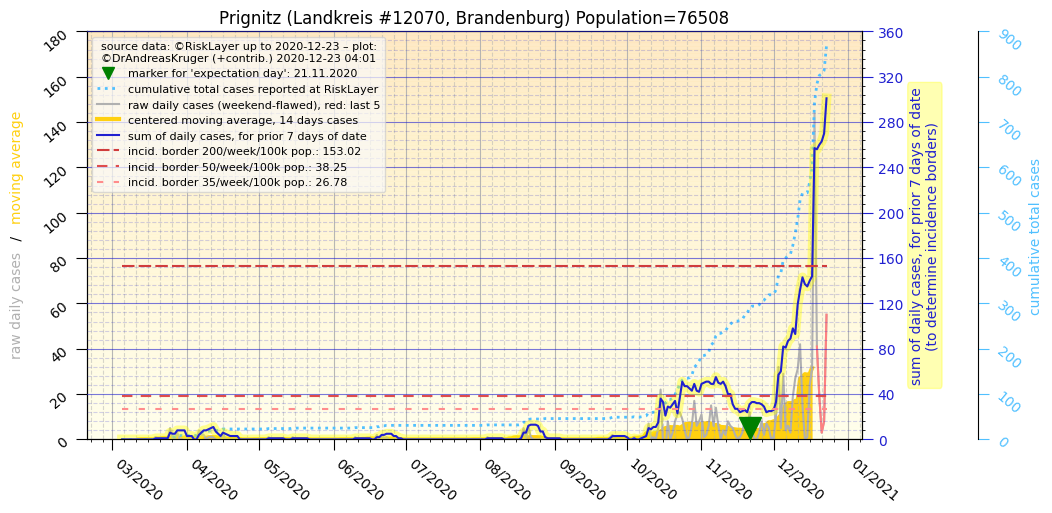 Prignitz (Landkreis #12070, Brandenburg) Population=76508
source data: ©RiskLayer up to 2020-12-23 – plot:
©DrAndreasKruger (+contrib.) 2020-12-23 04:01
marker for 'expectation day': 21.11.2020
cumulative total cases reported at RiskLayer
raw daily cases (weekend-flawed), red: last 5
centered moving average, 14 days cases
sum of daily cases, for prior 7 days of date
incid. border 200/week/100k pop.: 153.02
incid. border 50/week/100k pop.: 38.25
incid. border 35/week/100k pop.: 26.78
raw daily cases / moving average
180
160
140
120
100
80
60
40
20
0
03/2020
04/2020
05/2020
06/2020
07/2020
08/2020
09/2020
10/2020
11/2020
12/2020
01/2021
360
320
280
240
200
160
120
80
40
0
sum of daily cases, for prior 7 days of date
(to determine incidence borders)
900
800
700
600
500
400
300
200
100
0
cumulative total cases